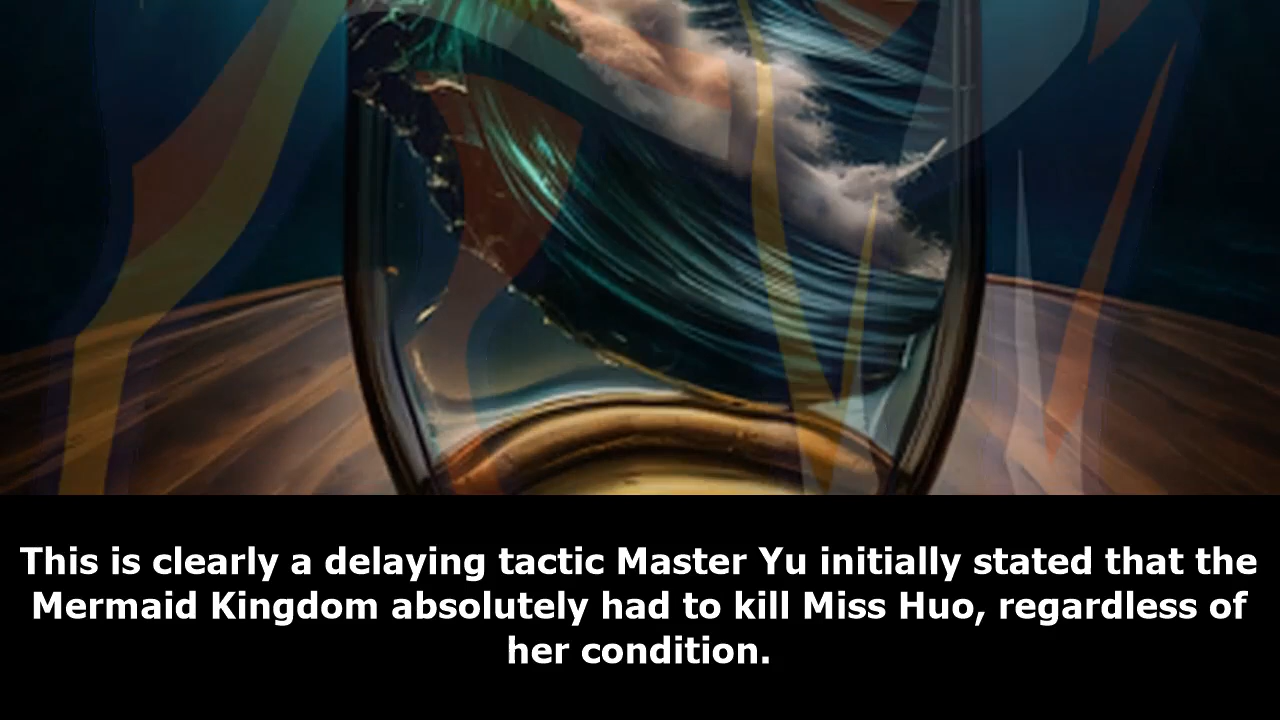 This is clearly a delaying tactic Master Yu initially stated that the
Mermaid Kingdom absolutely had to kill Miss Huo, regardless of
her condition.